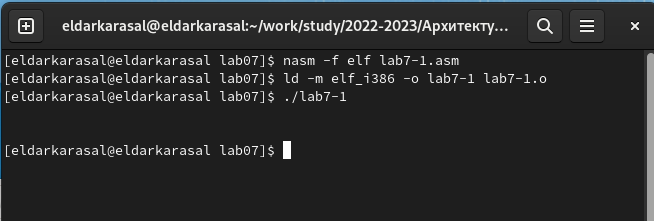 eldarkarasal@eldarkarasal:~/work/study/2022-2023/Архитекту...
[eldarkarasal@eldarkarasal lab07]$ nasm -f elf lab7-1.asm
[eldarkarasal@eldarkarasal lab07]$ ld -m elf_i386 -o lab7-1 lab7-1.o
[eldarkarasal@eldarkarasal lab07]$ ./lab7-1
[eldarkarasal@eldarkarasal lab07]$